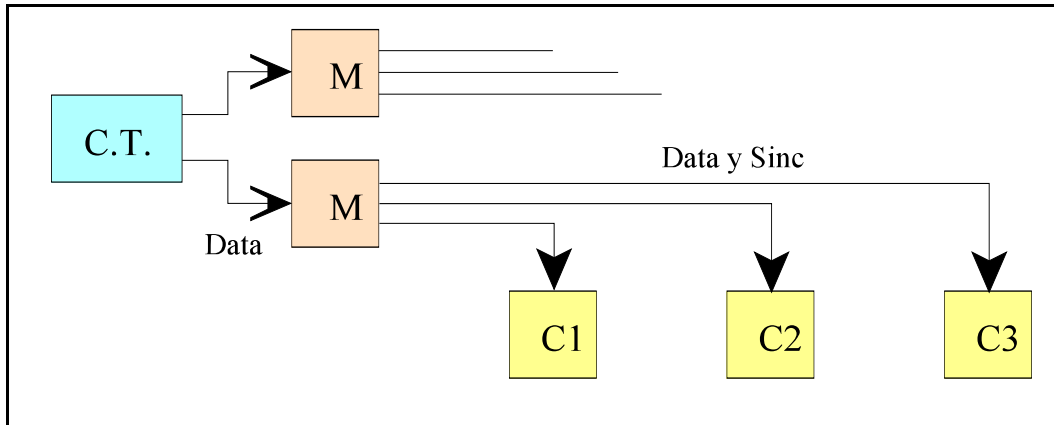 M
C.T.
Data y Sinc
M
Data
C1
C2
C3